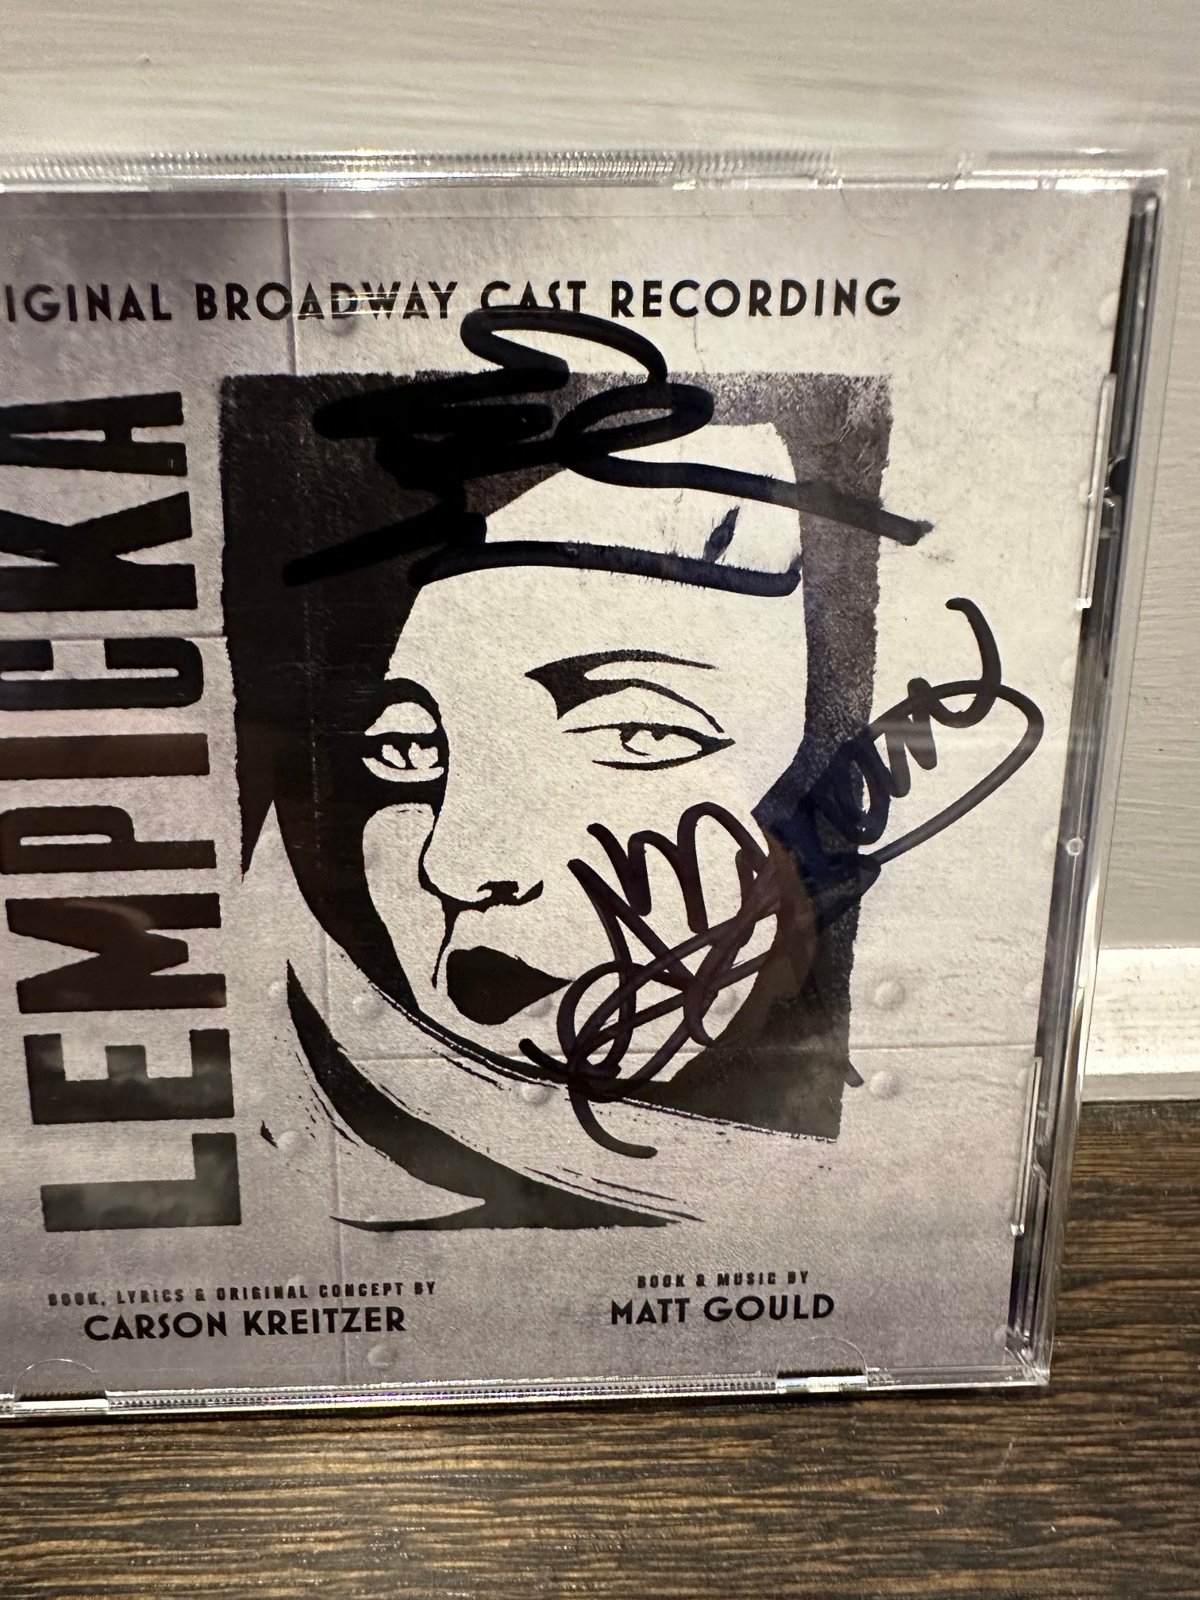 IGINAL BROADWAY CAST RECORDING
LEMPICKA
BOOK, LYRICS & ORIGINAL CONCEPT BY
CARSON KREITZER
BOOK & MUSIC BY
MATT GOULD